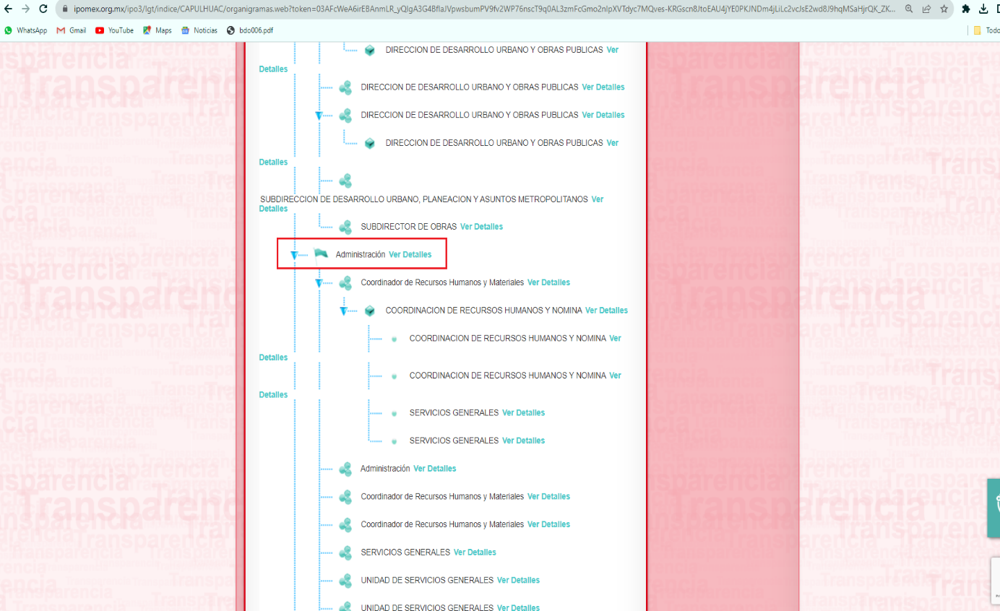 ipomex.org.mx/ipo3/lgt/indice/CAPULHUAC/organigramas.web?token=
WhatsApp Gmail YouTube Maps Noticias bdo006.pdf
DIRECCION DE DESARROLLO URBANO Y OBRAS PUBLICAS Ver
Detalles
DIRECCION DE DESARROLLO URBANO Y OBRAS PUBLICAS Ver Detalles
DIRECCION DE DESARROLLO URBANO Y OBRAS PUBLICAS Ver Detalles
DIRECCION DE DESARROLLO URBANO Y OBRAS PUBLICAS Ver
Detalles
SUBDIRECCION DE DESARROLLO URBANO, PLANEACION Y ASUNTOS METROPOLITANOS Ver
Detalles
SUBDIRECTOR DE OBRAS Ver Detalles
Administración Ver Detalles
Coordinador de Recursos Humanos y Materiales Ver Detalles
COORDINACION DE RECURSOS HUMANOS Y NOMINA Ver Detalles
COORDINACION DE RECURSOS HUMANOS Y NOMINA Ver
Detalles
COORDINACION DE RECURSOS HUMANOS Y NOMINA Ver
Detalles
SERVICIOS GENERALES Ver Detalles
SERVICIOS GENERALES Ver Detalles
Administración Ver Detalles
Coordinador de Recursos Humanos y Materiales Ver Detalles
Coordinador de Recursos Humanos y Materiales Ver Detalles
SERVICIOS GENERALES Ver Detalles
UNIDAD DE SERVICIOS GENERALES Ver Detalles
UNIDAD DE SERVICIOS GENERALES Ver Detalles